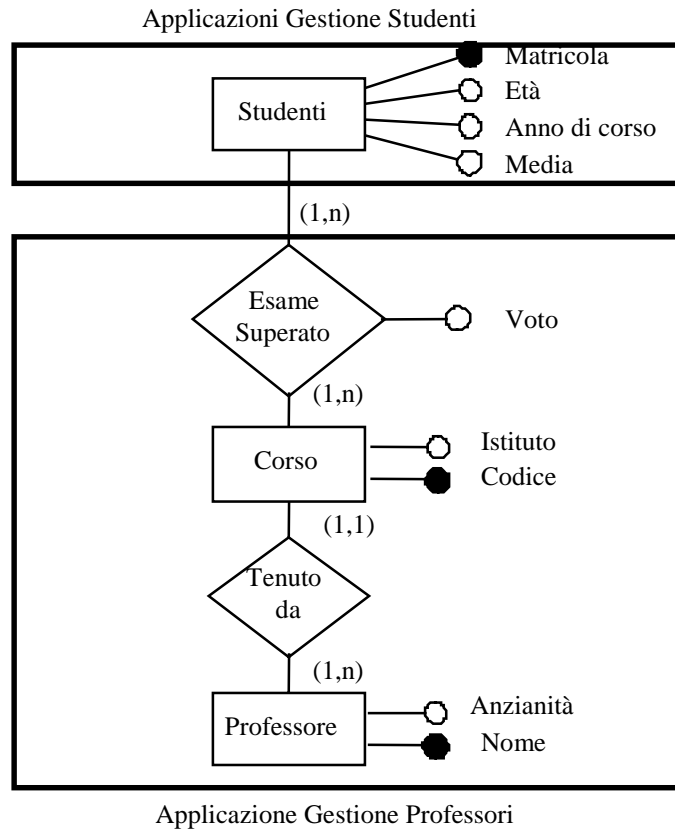 Applicazioni Gestione Studenti
Matricola
Studenti
Età
Anno di corso
Media
(1,n)
Esame
Superato
Voto
(1,n)
Corso
Istituto
Codice
(1,1)
Tenuto
da
(1,n)
Professore
Anzianità
Nome
Applicazione Gestione Professori